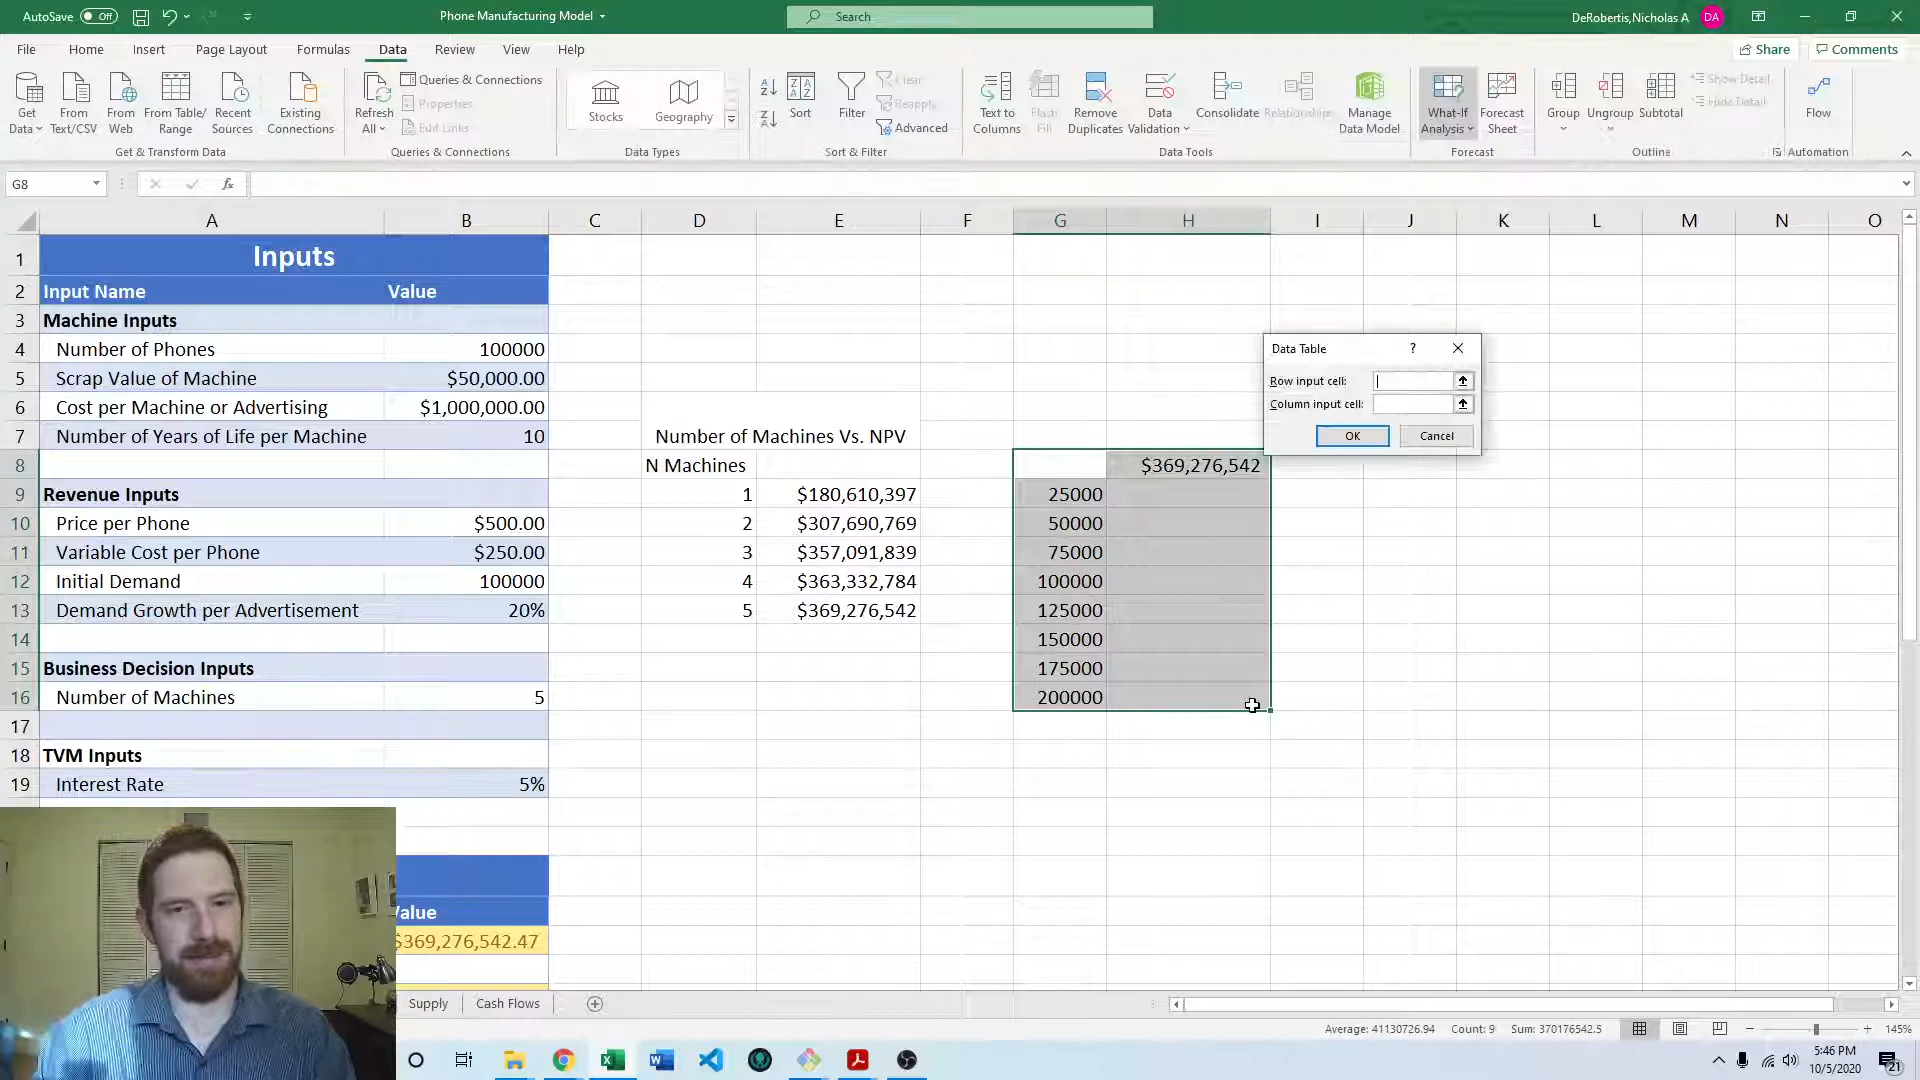 AutoSave Off
Phone Manufacturing Model
Search
DeRobertis,Nicholas A DA
File Home Insert Page Layout Formulas Data Review View Help
Share Comments
Get Data
From Text/CSV
From Web
From Table/ Range
Recent Sources
Existing Connections
Get & Transform Data
Refresh All
Queries & Connections
Properties
Edit Links
Queries & Connections
Stocks
Geography
Data Types
Sort
Filter
Clear
Reapply
Advanced
Sort & Filter
Text to Columns
Flash Fill
Remove Duplicates
Data Validation
Consolidate
Relationships
Manage Data Model
Data Tools
What-If Analysis
Forecast Sheet
Forecast
Group
Ungroup
Subtotal
Show Detail
Hide Detail
Outline
Flow
Automation
G8 fx
A B C D E F G H I J K L M N O
1 Inputs
2 Input Name Value
3 Machine Inputs
4 Number of Phones 100000
5 Scrap Value of Machine $50,000.00
6 Cost per Machine or Advertising $1,000,000.00
7 Number of Years of Life per Machine 10 Number of Machines Vs. NPV
8 N Machines $369,276,542
9 Revenue Inputs 1 $180,610,397 25000
10 Price per Phone $500.00 2 $307,690,769 50000
11 Variable Cost per Phone $250.00 3 $357,091,839 75000
12 Initial Demand 100000 4 $363,332,784 100000
13 Demand Growth per Advertisement 20% 5 $369,276,542 125000
14 150000
15 Business Decision Inputs 175000
16 Number of Machines 5 200000
17
18 TVM Inputs
19 Interest Rate 5%
Data Table ?
Row input cell:
Column input cell:
OK Cancel
Value
$369,276,542.47
Supply Cash Flows
Average: 41130726.94 Count: 9 Sum: 370176542.5 145%
5:46 PM
10/5/2020
21